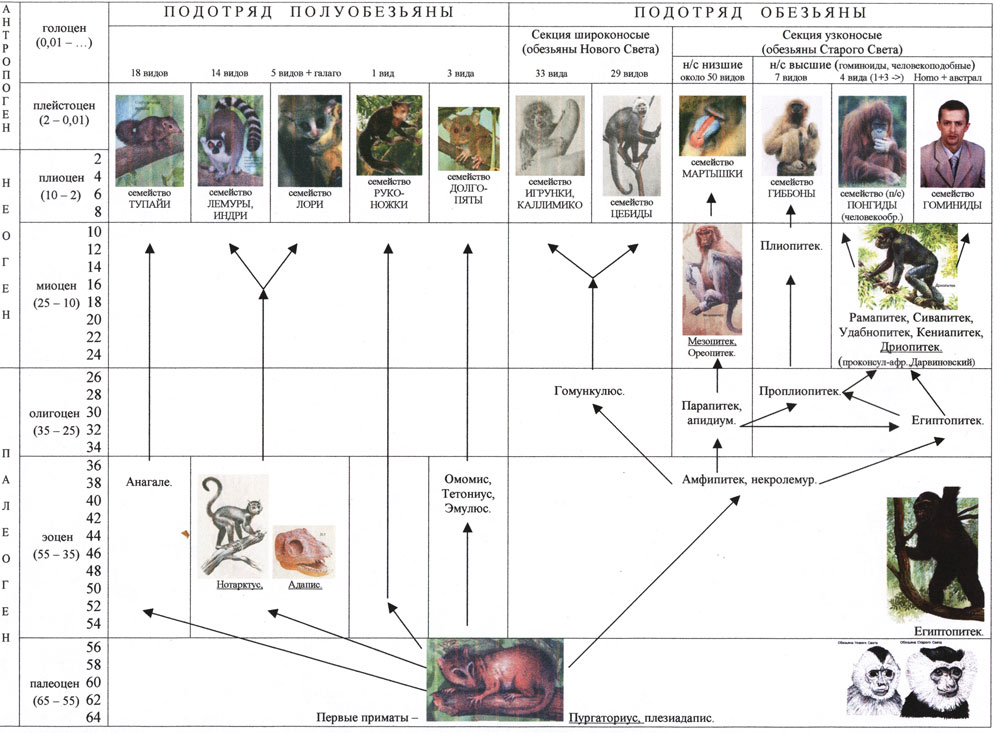 АНТРОПОГЕН
НЕОГЕН
ПАЛЕОГЕН
ПОДОТРЯД ПОЛУОБЕЗЬЯНЫ
ПОДОТРЯД ОБЕЗЬЯНЫ
голоцен
(0,01 – ...)
Секция широконосые
(обезьяны Нового Света)
Секция узконосые
(обезьяны Старого Света)
н/с низшие
н/с высшие (гоминоиды, человекоподобные)
18 видов
14 видов
5 видов + галаго
1 вид
3 вида
33 вида
29 видов
около 50 видов
7 видов
4 вида (1+3 ->)
Homo + австрал
плейстоцен
(2 – 0,01)
плиоцен
(10 – 2)
2
4
6
8
семейство
ТУПАЙИ
семейство
ЛЕМУРЫ,
ИНДРИ
семейство
ЛОРИ
семейство
РУКО-
НОЖКИ
семейство
ДОЛГО-
ПЯТЫ
семейство
ИГРУНКИ,
КАЛЛИМИКО
семейство
ЦЕБИДЫ
семейство
МАРТЫШКИ
семейство
ГИББОНЫ
семейство (п/с)
ПОНГИДЫ
(человекообр.)
семейство
ГОМИНИДЫ
миоцен
(25 – 10)
10
12
14
16
18
20
22
24
Мезопитек,
Ореопитек.
Плиопитек.
Дриопитек
Рамапитек, Сивапитек,
Удабнопитек, Кениапитек,
Дриопитек.
(проконсул-афр. Дарвиновский)
олигоцен
(35 – 25)
26
28
30
32
34
Гомункулюс.
Парапитек,
апидиум.
Проплиопитек.
Египтопитек.
эоцен
(55 – 35)
36
38
40
42
44
46
48
50
52
54
Анагале.
Нотарктус,
Адапис.
Омомис,
Тетониус,
Эмулюс.
Амфипитек, некролемур.
Египтопитек.
палеоцен
(65 – 55)
56
58
60
62
64
Первые приматы –
Пургаториус, плезиадапис.
Обезьяна Нового Света
Обезьяна Старого Света